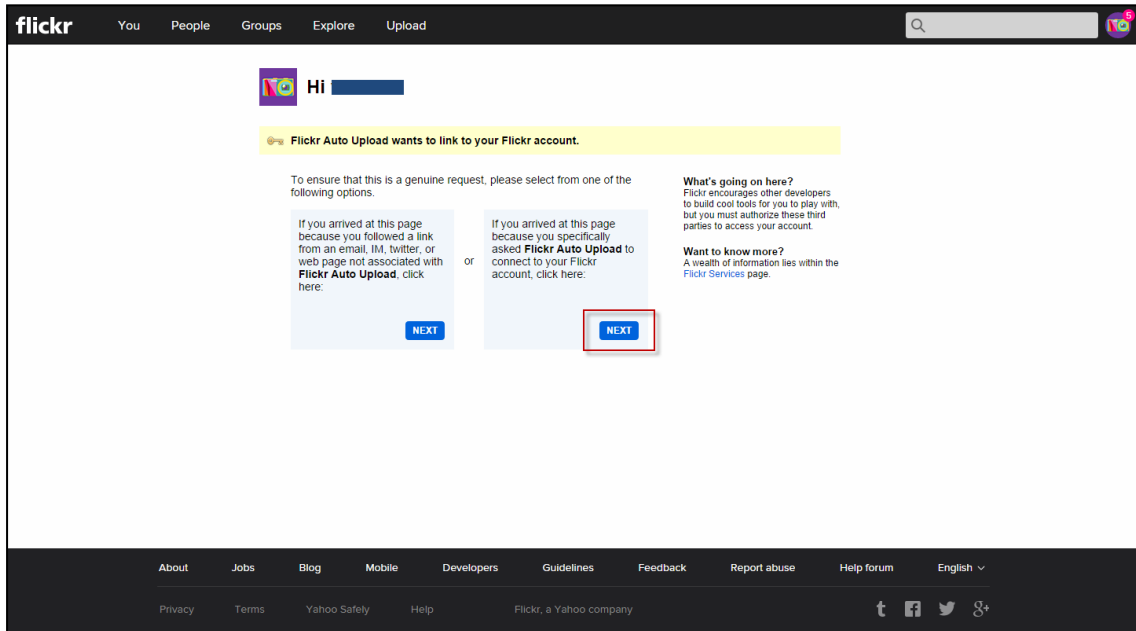 flickr You People Groups Explore Upload
5
Hi
Flickr Auto Upload wants to link to your Flickr account.
To ensure that this is a genuine request, please select from one of the
following options.
If you arrived at this page
because you followed a link
from an email, IM, twitter, or
web page not associated with
Flickr Auto Upload, click
here:
NEXT
or
If you arrived at this page
because you specifically
asked Flickr Auto Upload to
connect to your Flickr
account, click here:
NEXT
What's going on here?
Flickr encourages other developers
to build cool tools for you to play with,
but you must authorize these third
parties to access your account.
Want to know more?
A wealth of information lies within the
Flickr Services page.
About Jobs Blog Mobile Developers Guidelines Feedback Report abuse Help forum English
Privacy Terms Yahoo Safely Help Flickr, a Yahoo company